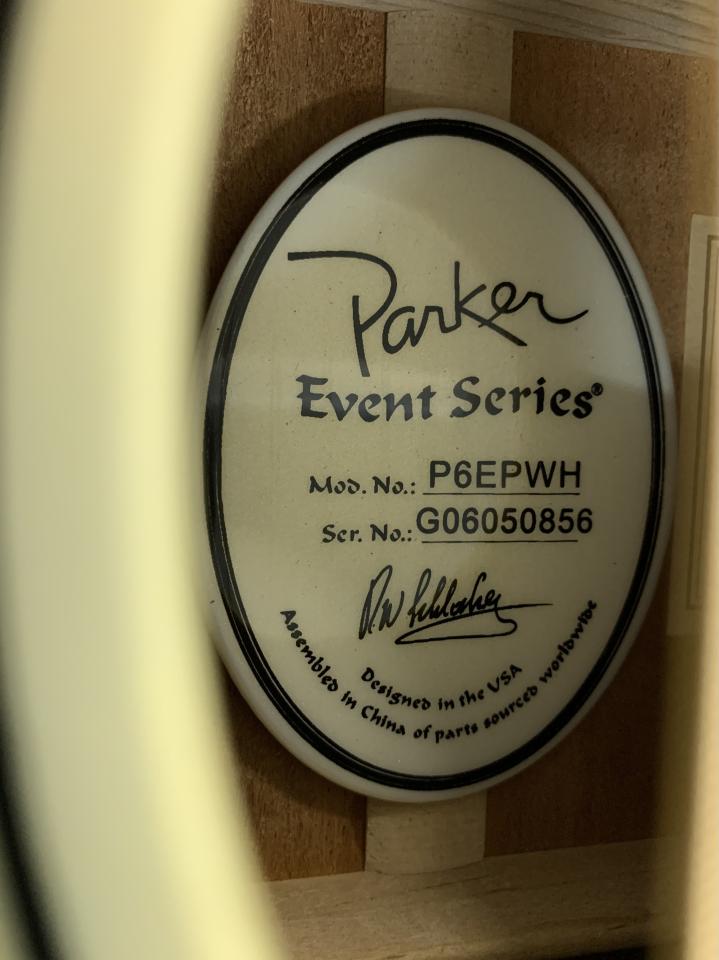 Parker
Event Series®
Mod. No.: P6EPWH
Ser. No.: G06050856
Designed in the USA
Assembled in China of parts sourced worldwide